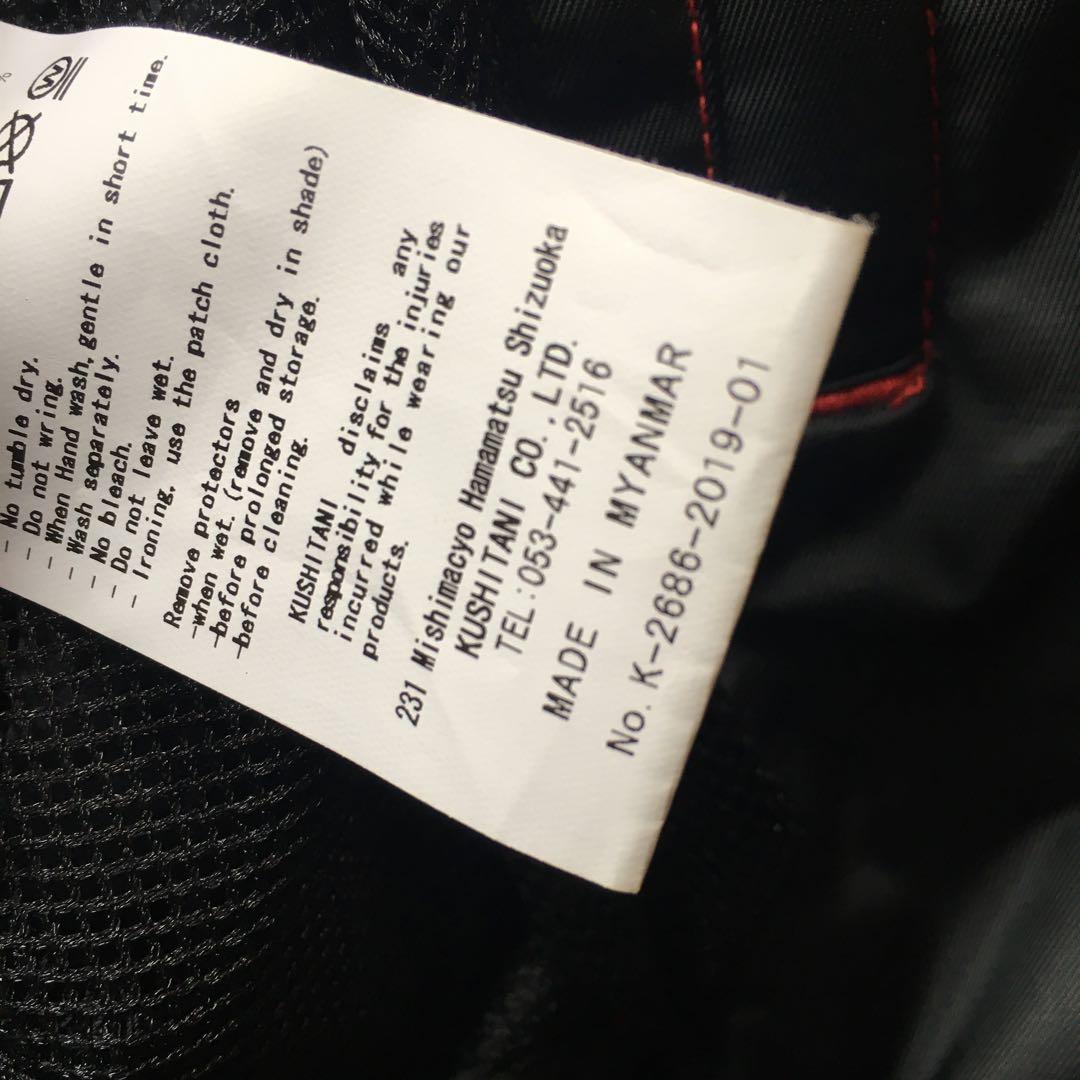 %
W
- No tumble dry.
- Do not wring.
- When Hand wash, gentle in short time.
- Wash separately.
- No bleach.
- Do not leave wet.
- Ironing, use the patch cloth.
Remove protectors
-when wet. (remove and dry in shade)
-before prolonged storage.
-before cleaning.
KUSHITANI disclaims any
responsibility for the injuries
incurred while wearing our
products.
231 Mishimacyo Hamamatsu Shizuoka
KUSHITANI CO.,LTD.
TEL:053-441-2516
MADE IN MYANMAR
No. K-2686-2019-01